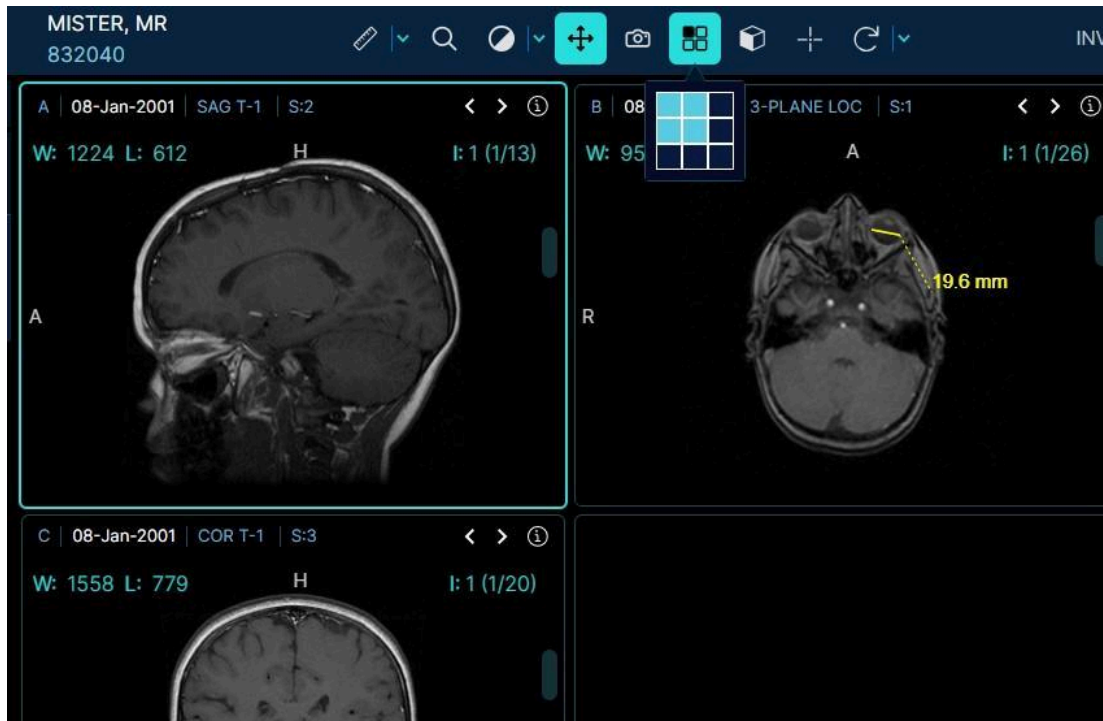 MISTER, MR
832040
INV
A 08-Jan-2001 SAG T-1 S:2
W: 1224 L: 612 H I: 1 (1/13)
A
B 08 3-PLANE LOC S:1
W: 95 A I: 1 (1/26)
19.6 mm
R
C 08-Jan-2001 COR T-1 S:3
W: 1558 L: 779 H I: 1 (1/20)